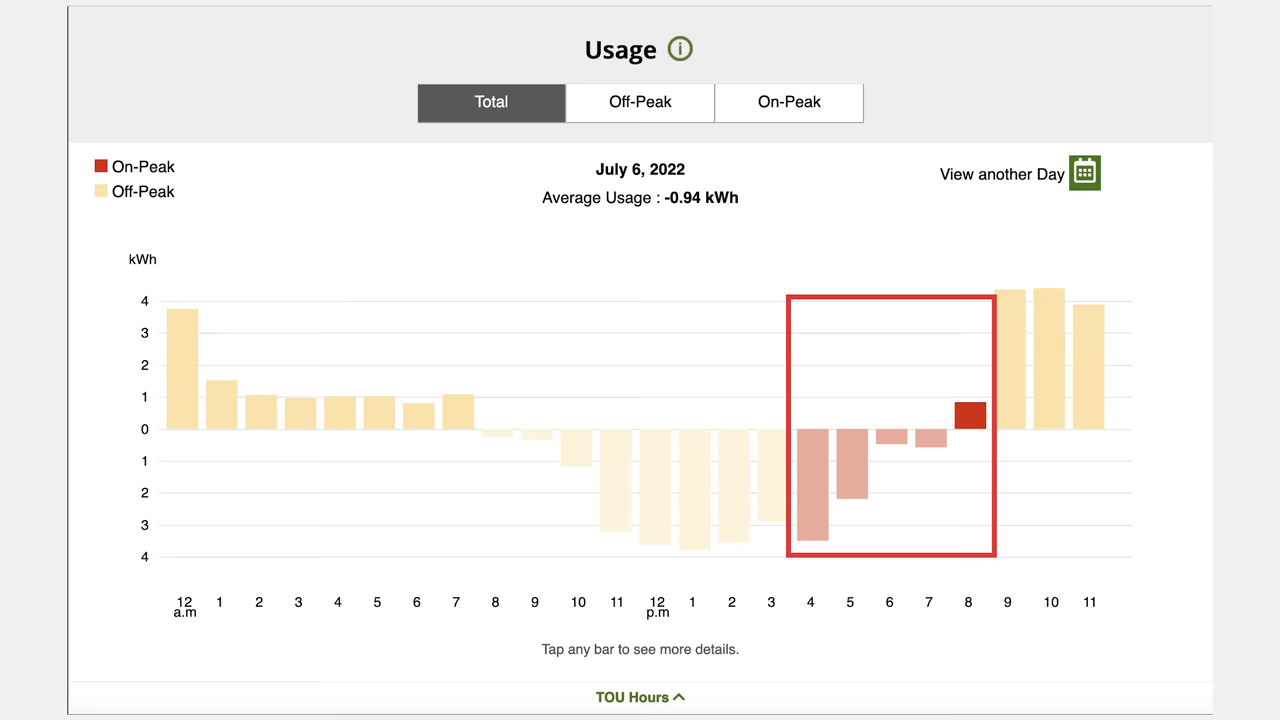 Usage
Total Off-Peak On-Peak
On-Peak
Off-Peak
July 6, 2022
Average Usage : -0.94 kWh
View another Day
kWh
4
3
2
1
0
1
2
3
4
12 a.m 1 2 3 4 5 6 7 8 9 10 11 12 p.m 1 2 3 4 5 6 7 8 9 10 11
Tap any bar to see more details.
TOU Hours